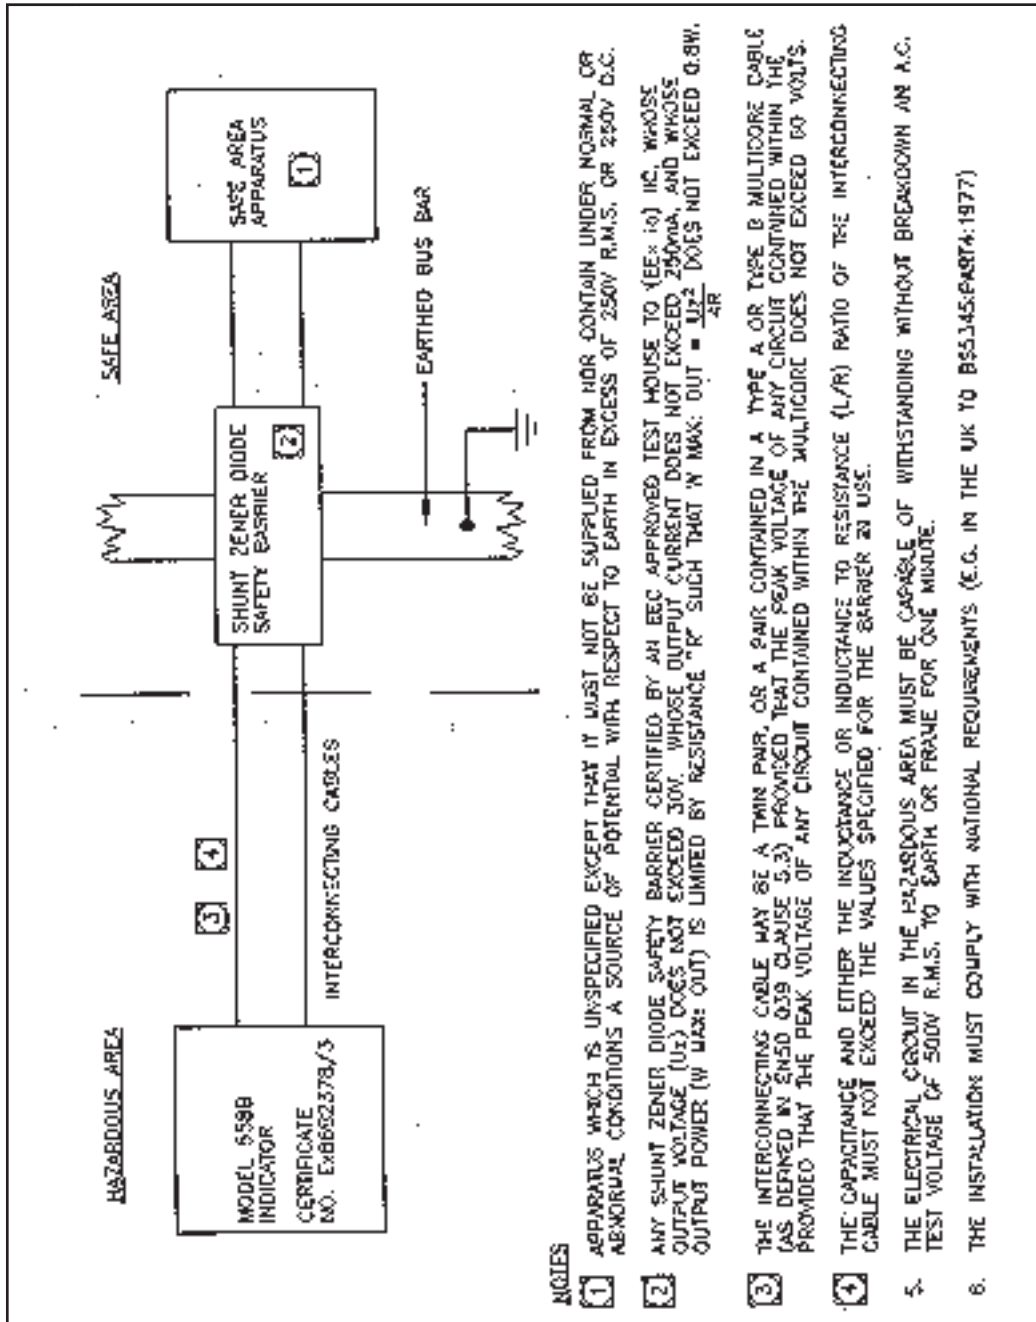 HAZARDOUS AREA
SAFE AREA
MODEL 658B
INDICATOR
CERTIFICATE
NO. Ex862378/3
3 4
INTERCONNECTING CABLES
SHUNT ZENER DIODE
SAFETY BARRIER
2
SAFE AREA
APPARATUS
1
EARTHED BUS BAR
NOTES
1 APPARATUS WHICH IS UNSPECIFIED EXCEPT THAT IT MUST NOT BE SUPPLIED FROM NOR CONTAIN UNDER NORMAL OR
ABNORMAL CONDITIONS A SOURCE OF POTENTIAL WITH RESPECT TO EARTH IN EXCESS OF 250V R.M.S. OR 250V D.C.
2 ANY SHUNT ZENER DIODE SAFETY BARRIER CERTIFIED BY AN EEC APPROVED TEST HOUSE TO (EEx ia) IIC, WHOSE
OUTPUT VOLTAGE (Uz) DOES NOT EXCEED 30V, WHOSE OUTPUT CURRENT DOES NOT EXCEED 250mA, AND WHOSE
OUTPUT POWER (W MAX: OUT) IS LIMITED BY RESISTANCE "R" SUCH THAT W MAX: OUT = Uz²/4R DOES NOT EXCEED 0.8W.
3 THE INTERCONNECTING CABLE MAY BE A TWIN PAIR, OR A PAIR CONTAINED IN A TYPE A OR TYPE B MULTICORE CABLE
(AS DEFINED IN EN50 039 CLAUSE 5.3) PROVIDED THAT THE PEAK VOLTAGE OF ANY CIRCUIT CONTAINED WITHIN THE
PROVIDED THAT THE PEAK VOLTAGE OF ANY CIRCUIT CONTAINED WITHIN THE MULTICORE DOES NOT EXCEED 60 VOLTS.
4 THE CAPACITANCE AND EITHER THE INDUCTANCE OR INDUCTANCE TO RESISTANCE (L/R) RATIO OF THE INTERCONNECTING
CABLE MUST NOT EXCEED THE VALUES SPECIFIED FOR THE BARRIER IN USE.
5. THE ELECTRICAL CIRCUIT IN THE HAZARDOUS AREA MUST BE CAPABLE OF WITHSTANDING WITHOUT BREAKDOWN AN A.C.
TEST VOLTAGE OF 500V R.M.S. TO EARTH OR FRAME FOR ONE MINUTE.
6. THE INSTALLATION MUST COMPLY WITH NATIONAL REQUIREMENTS (E.G. IN THE UK TO BS5345:PART4:1977)